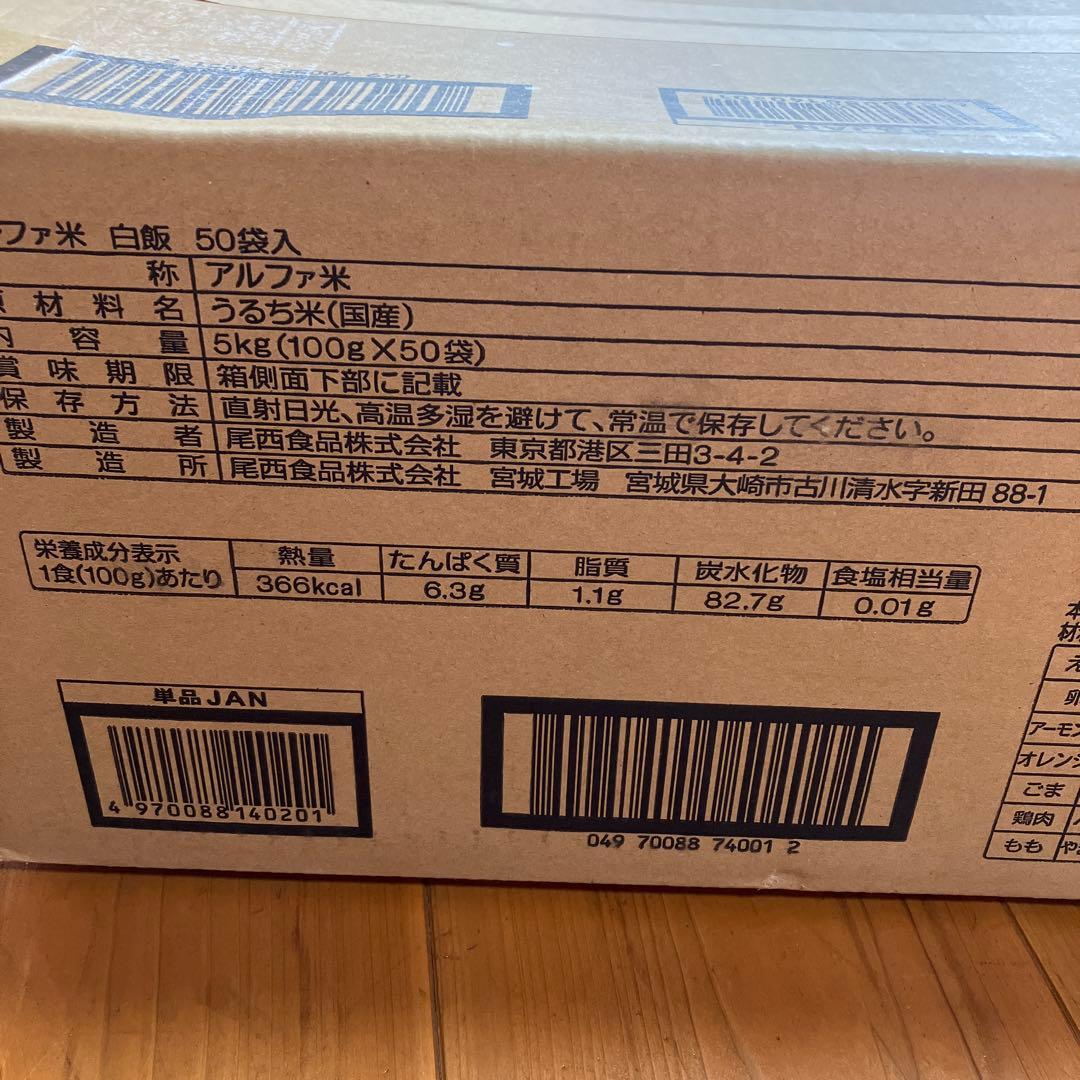 ファ米 白飯 50袋入
称 アルファ米
材料名 うるち米(国産)
内容量 5kg(100g×50袋)
賞味期限 箱側面下部に記載
保存方法 直射日光、高温多湿を避けて、常温で保存してください。
製造者 尾西食品株式会社 東京都港区三田3-4-2
製造所 尾西食品株式会社 宮城工場 宮城県大崎市古川清水字新田88-1
栄養成分表示 熱量 たんぱく質 脂質 炭水化物 食塩相当量
1食(100g)あたり 366kcal 6.3g 1.1g 82.7g 0.01g
単品JAN
4 970088 140201
049 70088 74001 2
本
材
え
卵
アーモン
オレンジ
ごま
鶏肉
もも